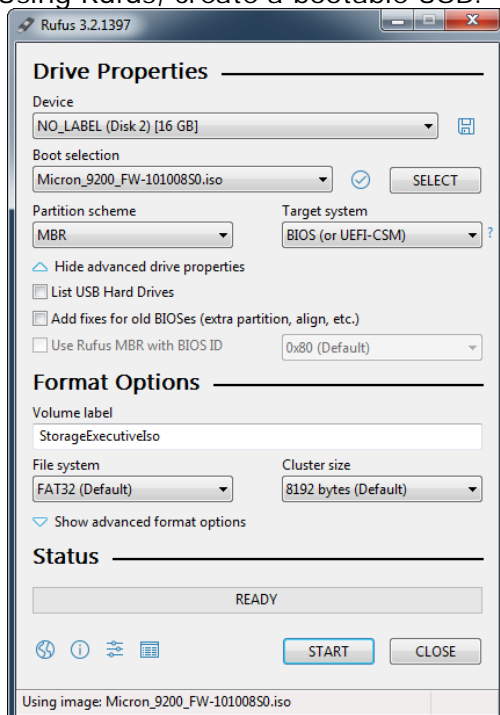 Using Rufus, create a bootable USB.
Rufus 3.2.1397
Drive Properties
Device
NO_LABEL (Disk 2) [16 GB]
Boot selection
Micron_9200_FW-101008S0.iso
SELECT
Partition scheme
Target system
MBR
BIOS (or UEFI-CSM)
?
Hide advanced drive properties
List USB Hard Drives
Add fixes for old BIOSes (extra partition, align, etc.)
Use Rufus MBR with BIOS ID
0x80 (Default)
Format Options
Volume label
StorageExecutiveIso
File system
Cluster size
FAT32 (Default)
8192 bytes (Default)
Show advanced format options
Status
READY
START
CLOSE
Using image: Micron_9200_FW-101008S0.iso